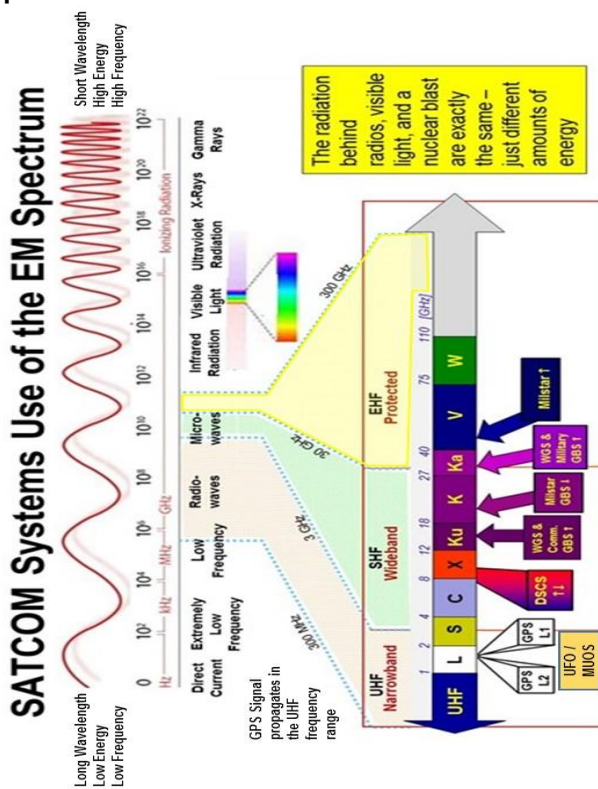 SATCOM Systems Use of the EM Spectrum
Long Wavelength
Low Energy
Low Frequency
Short Wavelength
High Energy
High Frequency
0 10² 10⁴ 10⁶ 10⁸ 10¹⁰ 10¹² 10¹⁴ 10¹⁶ 10¹⁸ 10²⁰ 10²²
Hz kHz MHz GHz Ionizing Radiation
Direct
Current
Extremely
Low
Frequency
Low
Frequency
Radio-
waves
Micro-
waves
Infrared
Radiation
Visible
Light
Ultraviolet
Radiation
X-Rays
Gamma
Rays
GPS Signal
propagates in
the UHF
frequency
range
300 MHz
3 GHz
30 GHz
300 GHz
The radiation
behind
radios, visible
light, and a
nuclear blast
are exactly
the same –
just different
amounts of
energy
UHF
Narrowband
SHF
Wideband
EHF
Protected
1 2 4 8 12 18 27 40 75 110 [GHz]
UHF L S C X Ku K Ka V W
GPS
L2
GPS
L1
DSCS
↑↓
WGS &
Comm.
GBS ↑
Milstar
GBS ↓
WGS &
Military
GBS ↑
Milstar ↑
UFO /
MUOS